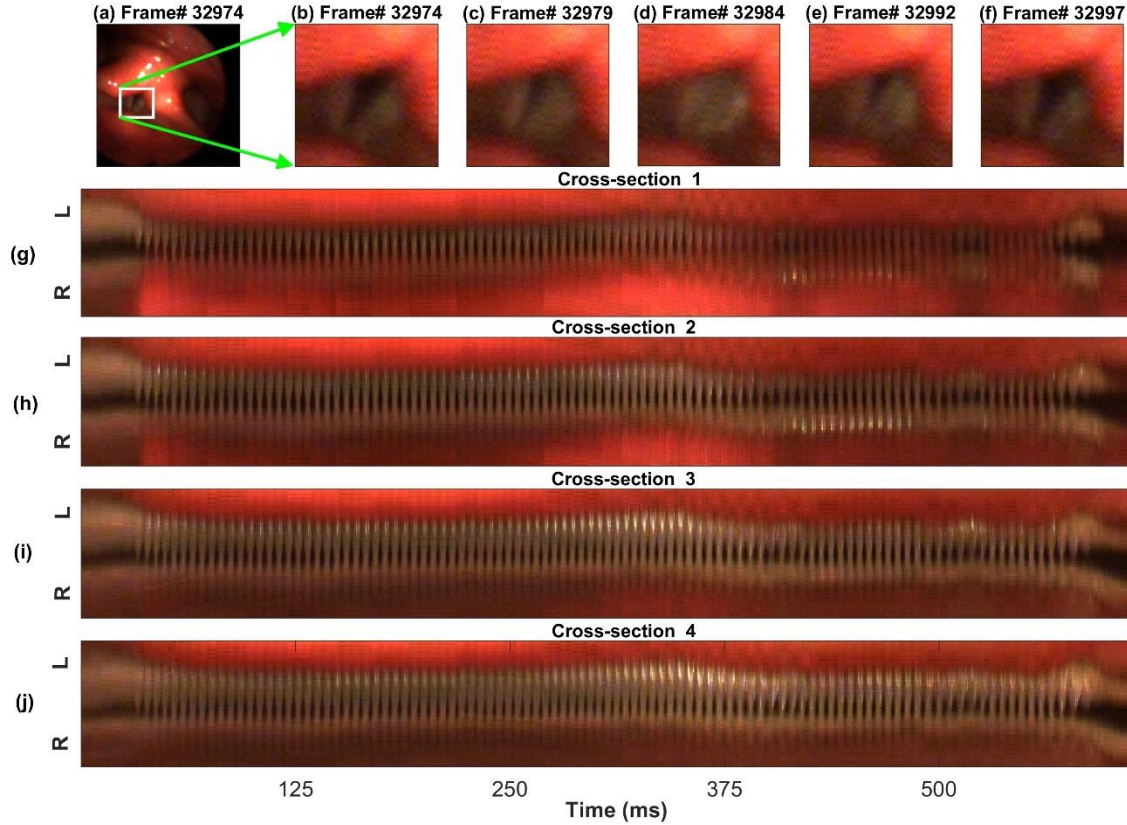 (a) Frame# 32974 (b) Frame# 32974 (c) Frame# 32979 (d) Frame# 32984 (e) Frame# 32992 (f) Frame# 32997
Cross-section 1
(g) L R
Cross-section 2
(h) L R
Cross-section 3
(i) L R
Cross-section 4
(j) L R
125 250 375 500
Time (ms)